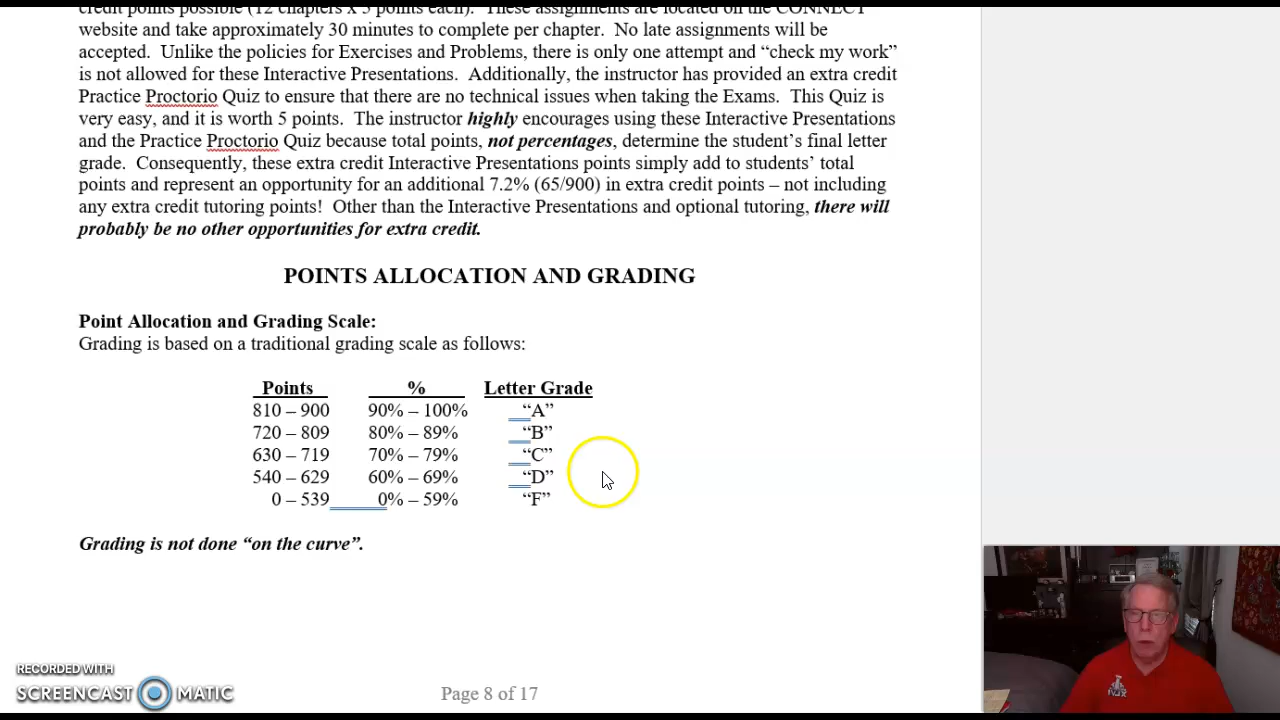 credit points possible (12 chapters x 5 points each). These assignments are located on the CONNECT
website and take approximately 30 minutes to complete per chapter. No late assignments will be
accepted. Unlike the policies for Exercises and Problems, there is only one attempt and “check my work”
is not allowed for these Interactive Presentations. Additionally, the instructor has provided an extra credit
Practice Proctorio Quiz to ensure that there are no technical issues when taking the Exams. This Quiz is
very easy, and it is worth 5 points. The instructor highly encourages using these Interactive Presentations
and the Practice Proctorio Quiz because total points, not percentages, determine the student’s final letter
grade. Consequently, these extra credit Interactive Presentations points simply add to students’ total
points and represent an opportunity for an additional 7.2% (65/900) in extra credit points – not including
any extra credit tutoring points! Other than the Interactive Presentations and optional tutoring, there will
probably be no other opportunities for extra credit.
POINTS ALLOCATION AND GRADING
Point Allocation and Grading Scale:
Grading is based on a traditional grading scale as follows:
Points % Letter Grade
810 – 900 90% – 100% “A”
720 – 809 80% – 89% “B”
630 – 719 70% – 79% “C”
540 – 629 60% – 69% “D”
0 – 539 0% – 59% “F”
Grading is not done “on the curve”.
Page 8 of 17
RECORDED WITH
SCREENCAST MATIC